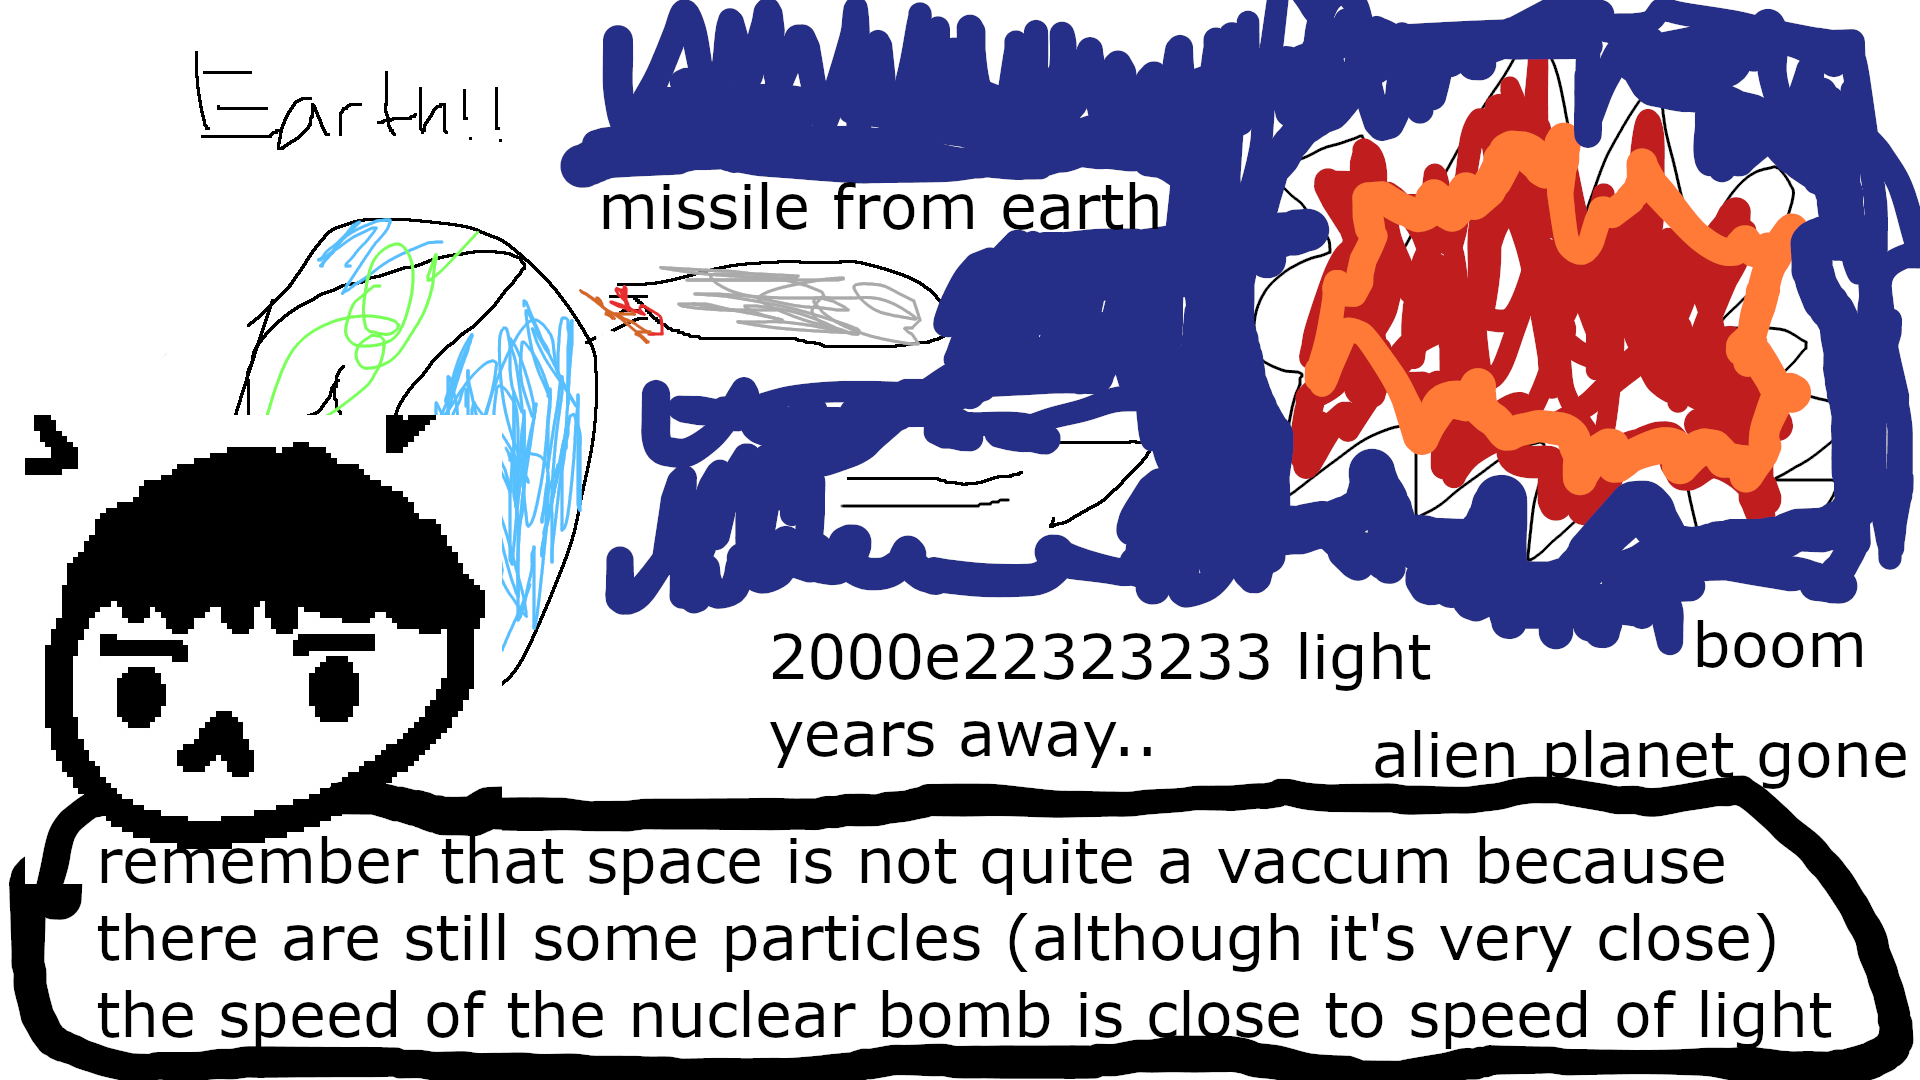 Earth!!
missile from earth
2000e22323233 light
years away..
boom
alien planet gone
remember that space is not quite a vaccum because
there are still some particles (although it's very close)
the speed of the nuclear bomb is close to speed of light